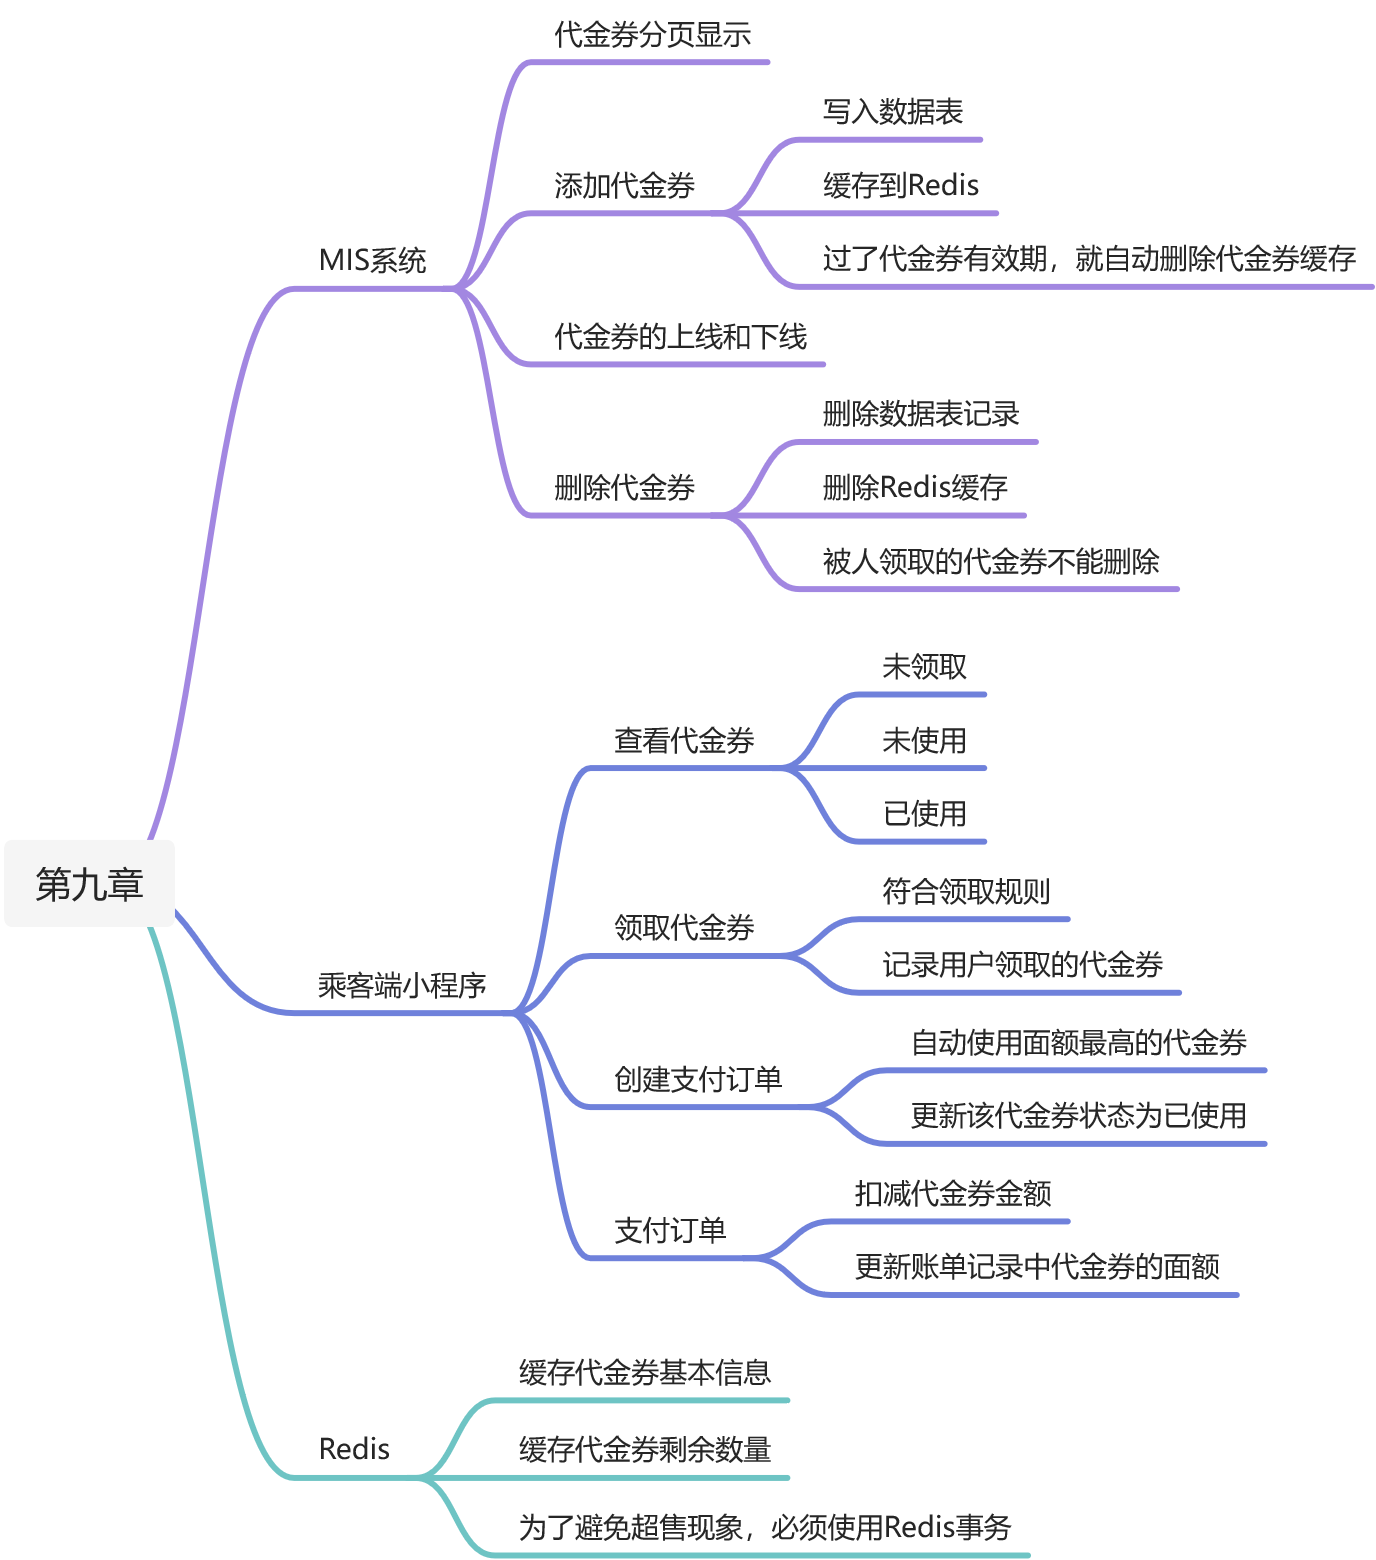 第九章
MIS系统
代金券分页显示
添加代金券
写入数据表
缓存到Redis
过了代金券有效期，就自动删除代金券缓存
代金券的上线和下线
删除代金券
删除数据表记录
删除Redis缓存
被人领取的代金券不能删除
乘客端小程序
查看代金券
未领取
未使用
已使用
领取代金券
符合领取规则
记录用户领取的代金券
创建支付订单
自动使用面额最高的代金券
更新该代金券状态为已使用
支付订单
扣减代金券金额
更新账单记录中代金券的面额
Redis
缓存代金券基本信息
缓存代金券剩余数量
为了避免超售现象，必须使用Redis事务